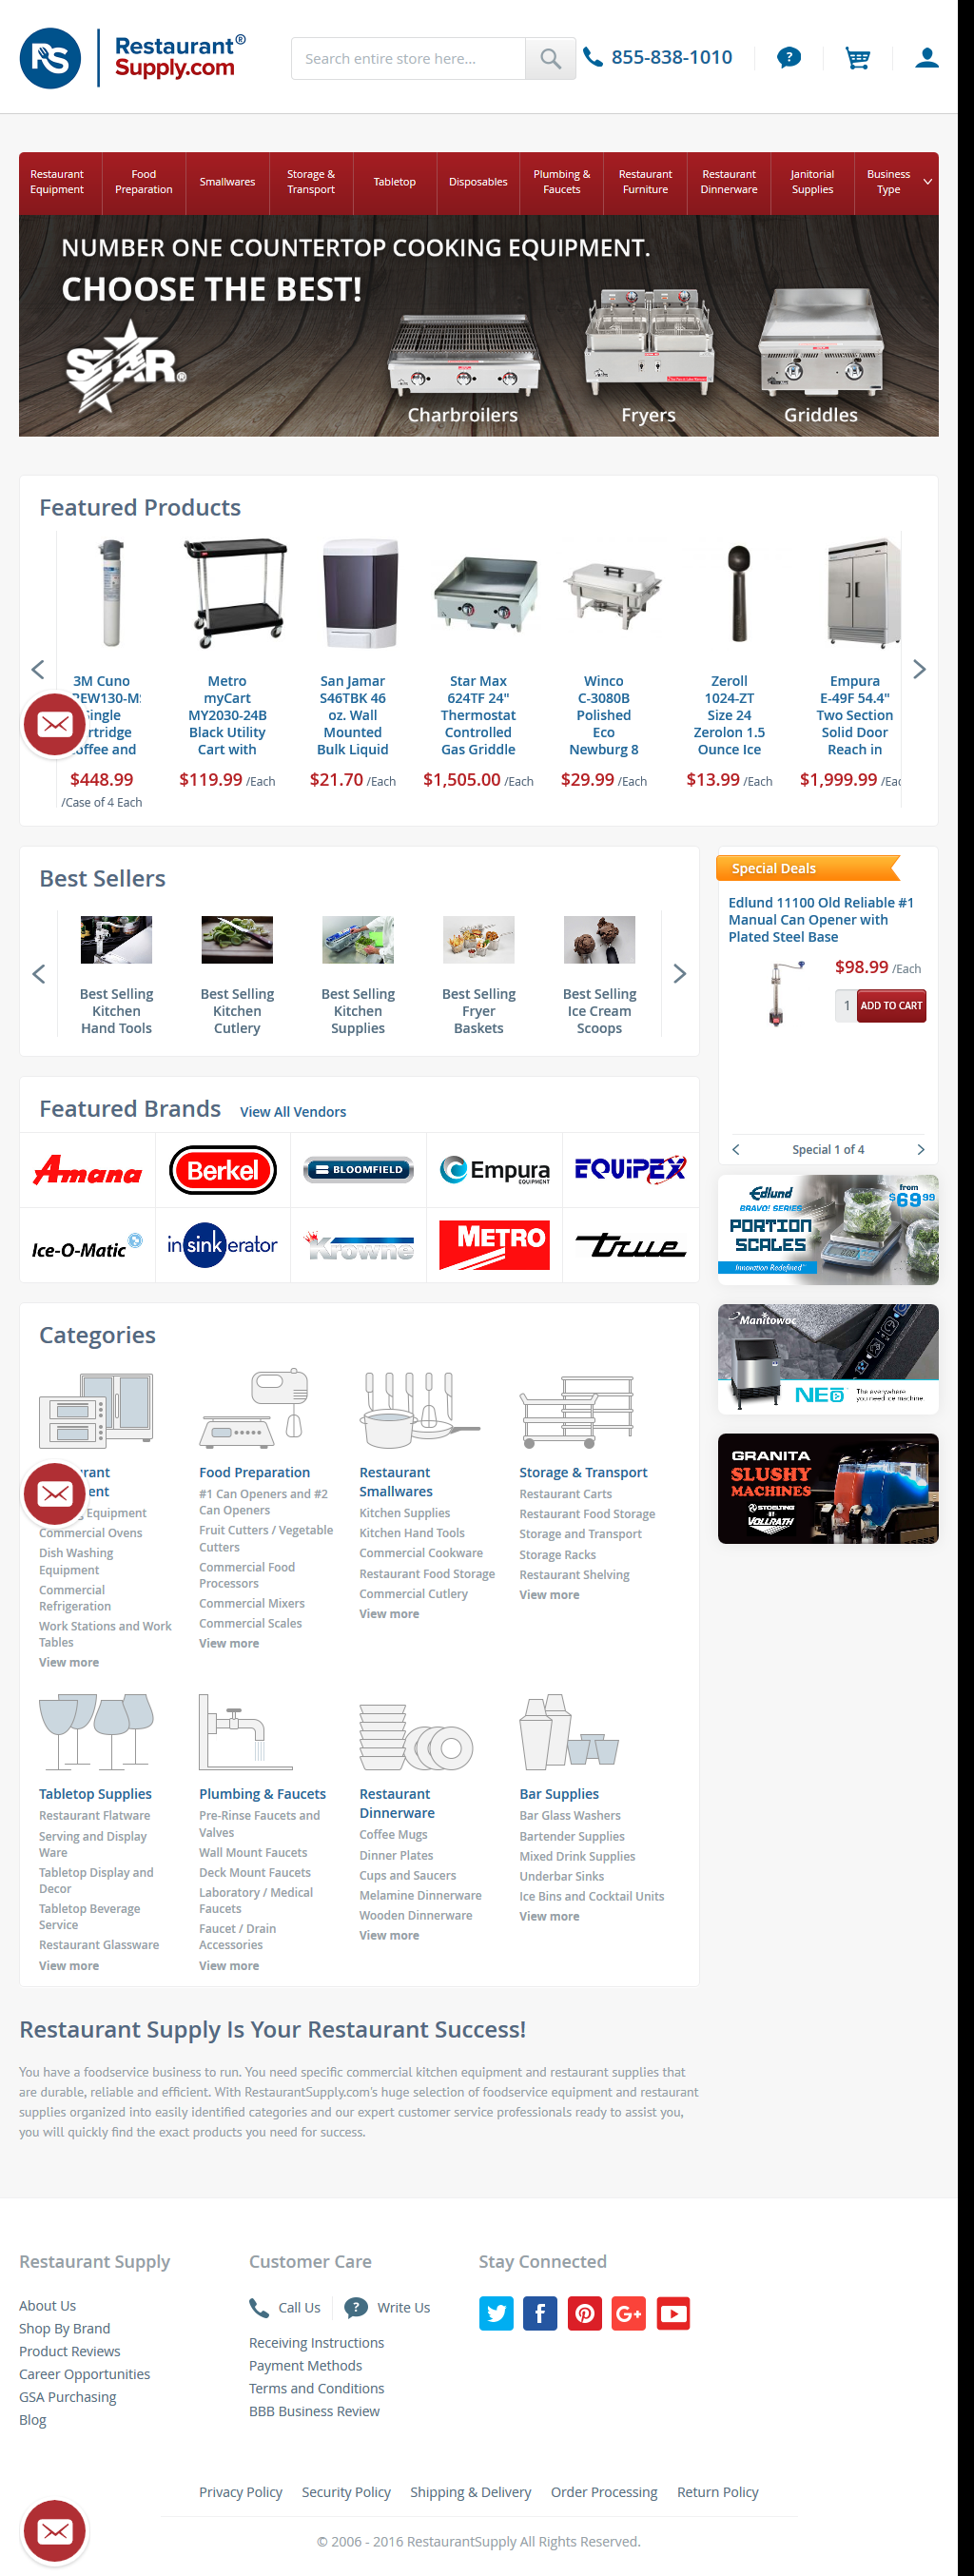 RS
Restaurant®
Supply.com
Search entire store here...
855-838-1010
?
Restaurant
Equipment
Food
Preparation
Smallwares
Storage &
Transport
Tabletop
Disposables
Plumbing &
Faucets
Restaurant
Furniture
Restaurant
Dinnerware
Janitorial
Supplies
Business
Type
NUMBER ONE COUNTERTOP COOKING EQUIPMENT.
CHOOSE THE BEST!
STAR®
Charbroilers
Fryers
Griddles
Featured Products
3M Cuno
Single
$448.99
/Case of 4 Each
Metro
myCart
MY2030-24B
Black Utility
Cart with
$119.99 /Each
San Jamar
S46TBK 46
oz. Wall
Mounted
Bulk Liquid
$21.70 /Each
Star Max
624TF 24"
Thermostat
Controlled
Gas Griddle
$1,505.00 /Each
Winco
C-3080B
Polished
Eco
Newburg 8
$29.99 /Each
Zeroll
1024-ZT
Size 24
Zerolon 1.5
Ounce Ice
$13.99 /Each
Empura
E-49F 54.4"
Two Section
Solid Door
Reach in
$1,999.99
Best Sellers
Best Selling
Kitchen
Hand Tools
Best Selling
Kitchen
Cutlery
Best Selling
Kitchen
Supplies
Best Selling
Fryer
Baskets
Best Selling
Ice Cream
Scoops
Special Deals
Edlund 11100 Old Reliable #1
Manual Can Opener with
Plated Steel Base
$98.99 /Each
1
ADD TO CART
Special 1 of 4
Featured Brands
View All Vendors
Amana
Berkel
BLOOMFIELD
Empura
EQUIPMENT
EQUIPEX
Ice-O-Matic
insinkerator
Krowne
METRO
true
Edlund
BRAVO! SERIES
PORTION
SCALES
Innovation Redefined
from
$69.99
Manitowoc
NEO
The everywhere
you need ice machine.
GRANITA
SLUSHY
MACHINES
STOELTING
by
VOLLRATH
Categories
Equipment
Commercial Ovens
Dish Washing
Equipment
Commercial
Refrigeration
Work Stations and Work
Tables
View more
Food Preparation
#1 Can Openers and #2
Can Openers
Fruit Cutters / Vegetable
Cutters
Commercial Food
Processors
Commercial Mixers
Commercial Scales
View more
Restaurant
Smallwares
Kitchen Supplies
Kitchen Hand Tools
Commercial Cookware
Restaurant Food Storage
Commercial Cutlery
View more
Storage & Transport
Restaurant Carts
Restaurant Food Storage
Storage and Transport
Storage Racks
Restaurant Shelving
View more
Tabletop Supplies
Restaurant Flatware
Serving and Display
Ware
Tabletop Display and
Decor
Tabletop Beverage
Service
Restaurant Glassware
View more
Plumbing & Faucets
Pre-Rinse Faucets and
Valves
Wall Mount Faucets
Deck Mount Faucets
Laboratory / Medical
Faucets
Faucet / Drain
Accessories
View more
Restaurant
Dinnerware
Coffee Mugs
Dinner Plates
Cups and Saucers
Melamine Dinnerware
Wooden Dinnerware
View more
Bar Supplies
Bar Glass Washers
Bartender Supplies
Mixed Drink Supplies
Underbar Sinks
Ice Bins and Cocktail Units
View more
Restaurant Supply Is Your Restaurant Success!
You have a foodservice business to run. You need specific commercial kitchen equipment and restaurant supplies that
are durable, reliable and efficient. With RestaurantSupply.com's huge selection of foodservice equipment and restaurant
supplies organized into easily identified categories and our expert customer service professionals ready to assist you,
you will quickly find the exact products you need for success.
Restaurant Supply
About Us
Shop By Brand
Product Reviews
Career Opportunities
GSA Purchasing
Blog
Customer Care
Call Us
?
Write Us
Receiving Instructions
Payment Methods
Terms and Conditions
BBB Business Review
Stay Connected
f
G+
Privacy Policy
Security Policy
Shipping & Delivery
Order Processing
Return Policy
© 2006 - 2016 RestaurantSupply All Rights Reserved.